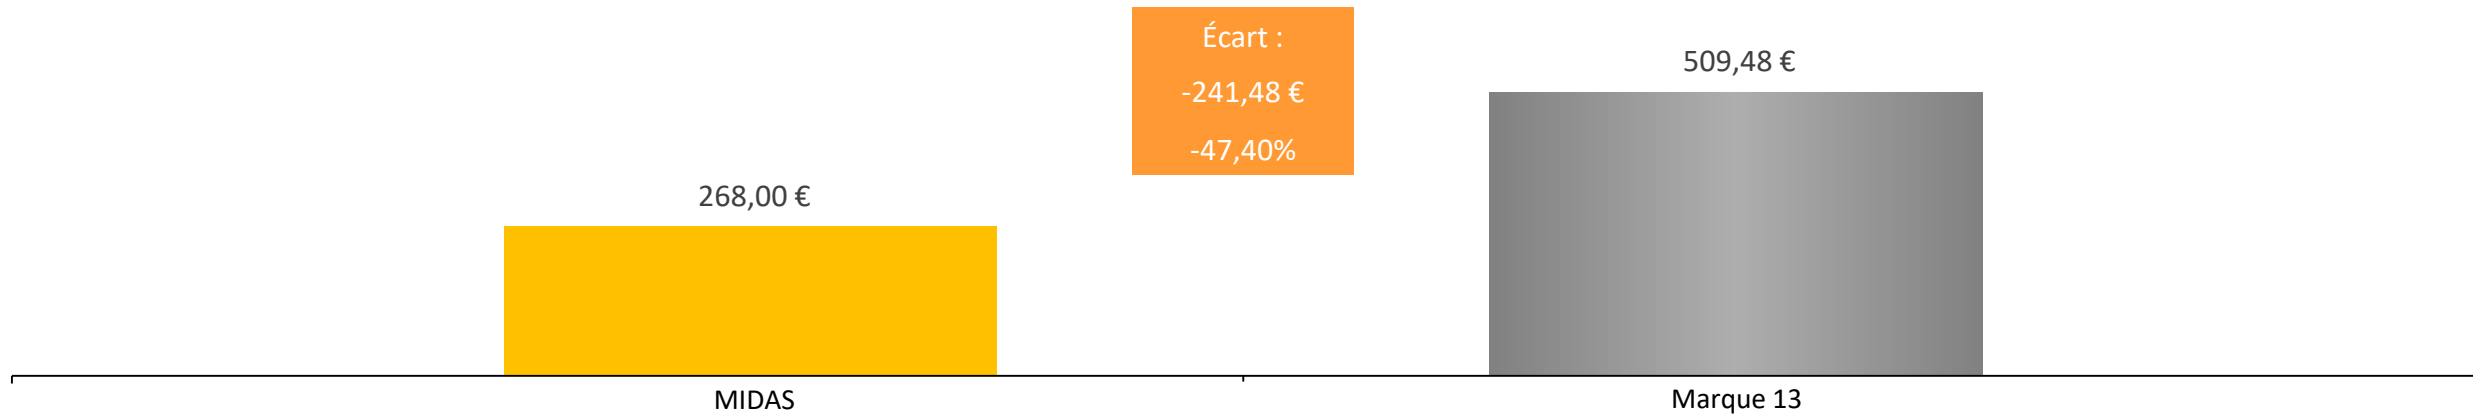 Écart :
-241,48 €
-47,40%
509,48 €
268,00 €
MIDAS
Marque 13